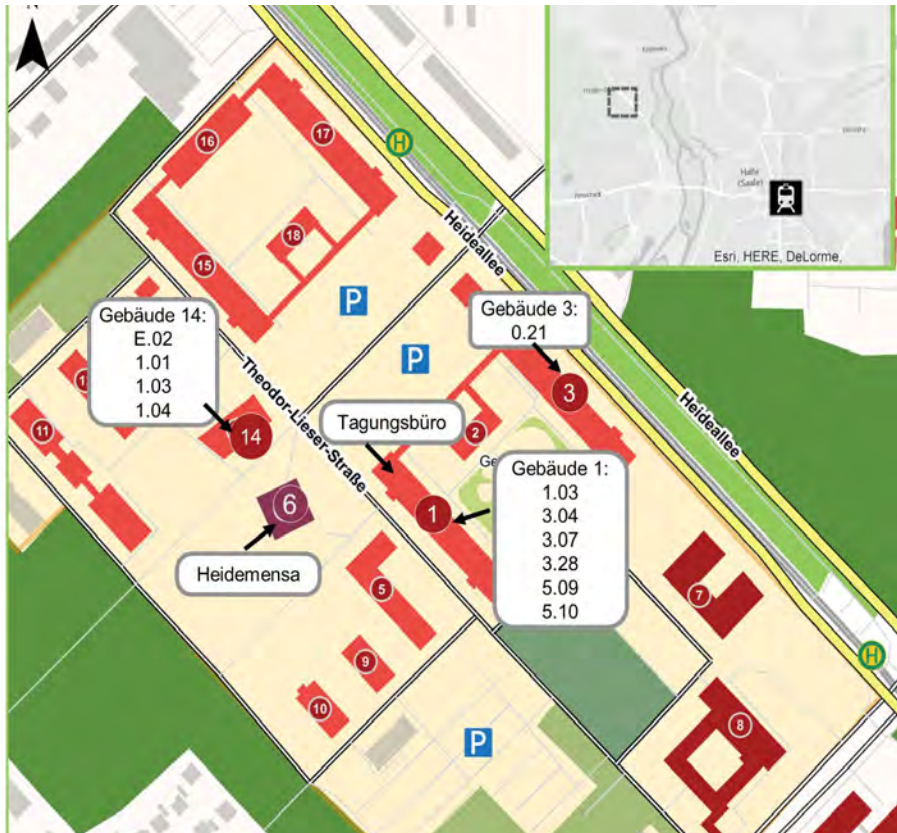 N
16
17
H
18
15
Heideallee
P
P
Gebäude 14:
E.02
1.01
1.03
1.04
Gebäude 3:
0.21
3
Theodor-Lieser-Straße
Heideallee
11
14
Tagungsbüro
2
Ge
Gebäude 1:
1.03
3.04
3.07
3.28
5.09
5.10
1
6
Heidemensa
5
7
9
10
H
8
P
Halle
(Saale)
Esri, HERE, DeLorme,